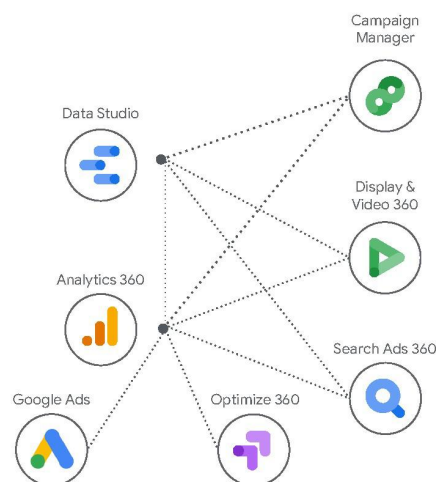 Campaign
Manager
Data Studio
Display &
Video 360
Analytics 360
Search Ads 360
Google Ads
Optimize 360